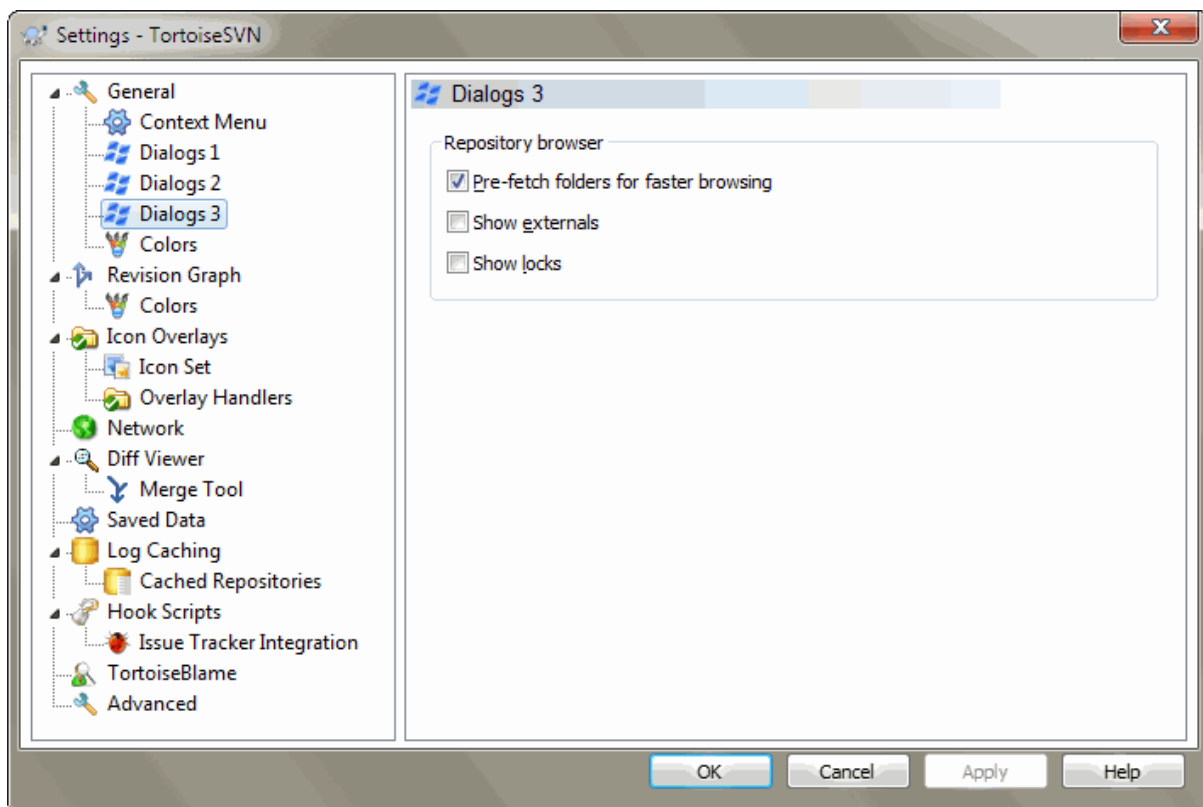 Settings - TortoiseSVN
General
Context Menu
Dialogs 1
Dialogs 2
Dialogs 3
Colors
Revision Graph
Colors
Icon Overlays
Icon Set
Overlay Handlers
Network
Diff Viewer
Merge Tool
Saved Data
Log Caching
Cached Repositories
Hook Scripts
Issue Tracker Integration
TortoiseBlame
Advanced
Dialogs 3
Repository browser
Pre-fetch folders for faster browsing
Show externals
Show locks
OK
Cancel
Apply
Help